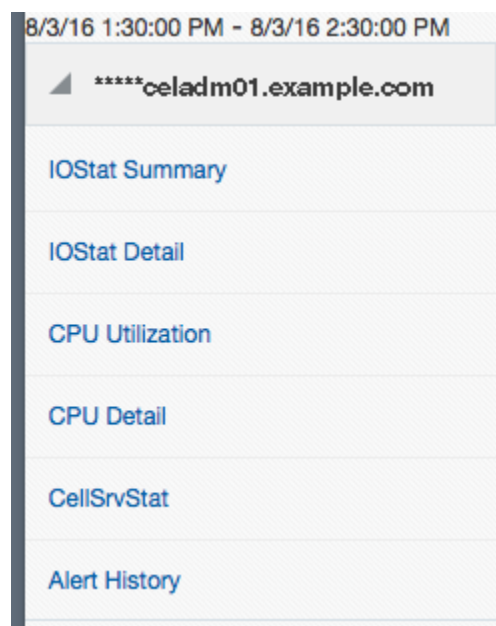 8/3/16 1:30:00 PM - 8/3/16 2:30:00 PM
*****celadm01.example.com
IOStat Summary
IOStat Detail
CPU Utilization
CPU Detail
CellSrvStat
Alert History